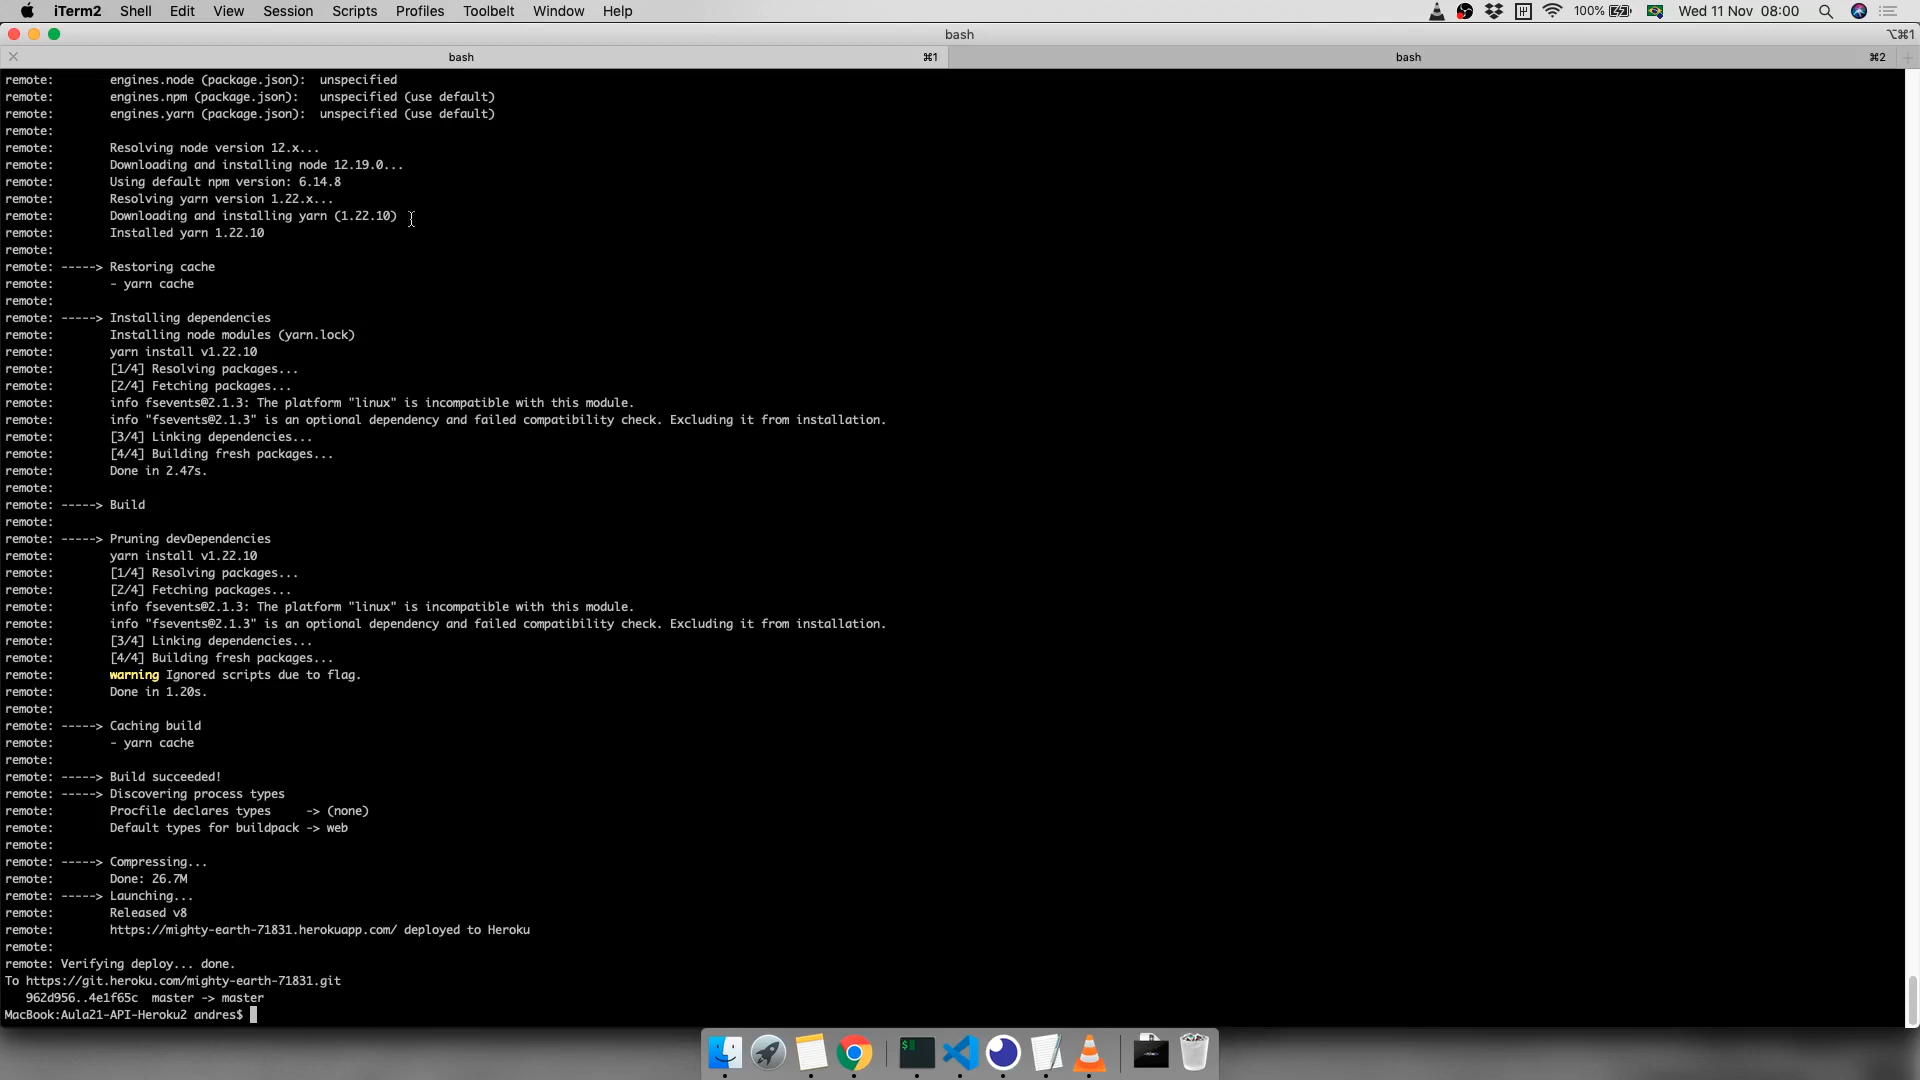 iTerm2 Shell Edit View Session Scripts Profiles Toolbelt Window Help 100% Wed 11 Nov 08:00
bash ⌥⌘1
bash ⌘1 bash ⌘2
remote: engines.node (package.json): unspecified
remote: engines.npm (package.json): unspecified (use default)
remote: engines.yarn (package.json): unspecified (use default)
remote:
remote: Resolving node version 12.x...
remote: Downloading and installing node 12.19.0...
remote: Using default npm version: 6.14.8
remote: Resolving yarn version 1.22.x...
remote: Downloading and installing yarn (1.22.10)
remote: Installed yarn 1.22.10
remote:
remote: -----> Restoring cache
remote: - yarn cache
remote:
remote: -----> Installing dependencies
remote: Installing node modules (yarn.lock)
remote: yarn install v1.22.10
remote: [1/4] Resolving packages...
remote: [2/4] Fetching packages...
remote: info fsevents@2.1.3: The platform "linux" is incompatible with this module.
remote: info "fsevents@2.1.3" is an optional dependency and failed compatibility check. Excluding it from installation.
remote: [3/4] Linking dependencies...
remote: [4/4] Building fresh packages...
remote: Done in 2.47s.
remote:
remote: -----> Build
remote:
remote: -----> Pruning devDependencies
remote: yarn install v1.22.10
remote: [1/4] Resolving packages...
remote: [2/4] Fetching packages...
remote: info fsevents@2.1.3: The platform "linux" is incompatible with this module.
remote: info "fsevents@2.1.3" is an optional dependency and failed compatibility check. Excluding it from installation.
remote: [3/4] Linking dependencies...
remote: [4/4] Building fresh packages...
remote: warning Ignored scripts due to flag.
remote: Done in 1.20s.
remote:
remote: -----> Caching build
remote: - yarn cache
remote:
remote: -----> Build succeeded!
remote: -----> Discovering process types
remote: Procfile declares types -> (none)
remote: Default types for buildpack -> web
remote:
remote: -----> Compressing...
remote: Done: 26.7M
remote: -----> Launching...
remote: Released v8
remote: https://mighty-earth-71831.herokuapp.com/ deployed to Heroku
remote:
remote: Verifying deploy... done.
To https://git.heroku.com/mighty-earth-71831.git
962d956..4e1f65c master -> master
MacBook:Aula21-API-Heroku2 andres$